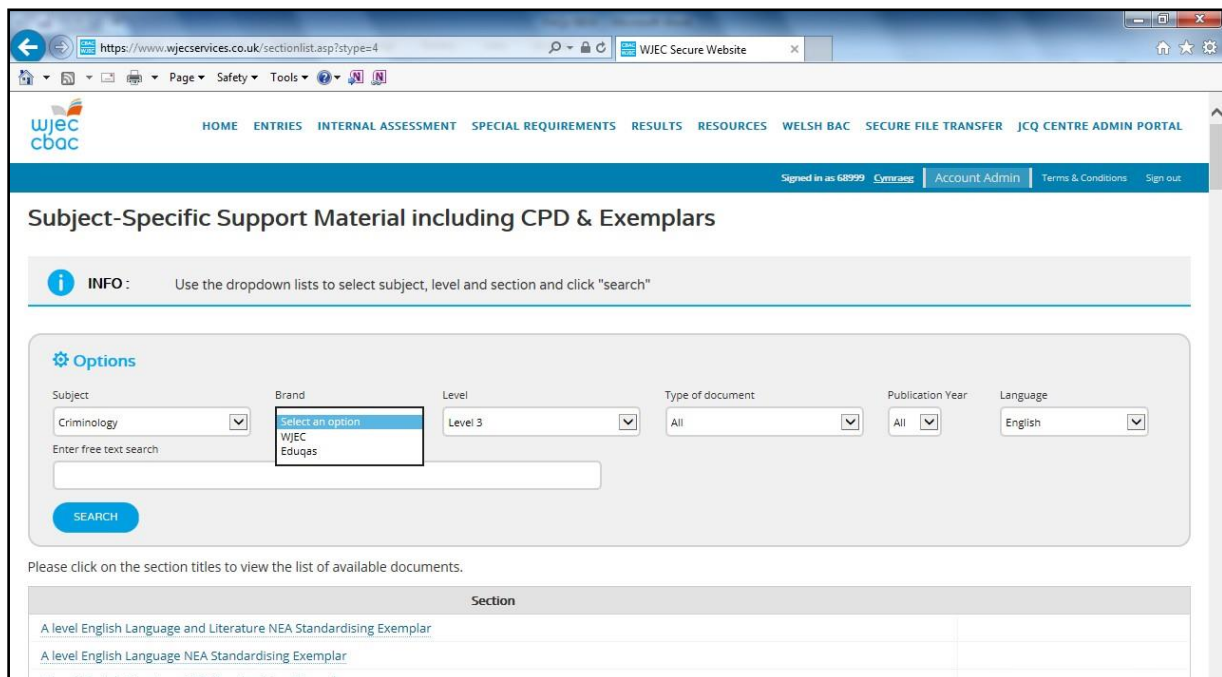 https://www.wjecservices.co.uk/sectionlist.asp?stype=4
WJEC Secure Website
Page Safety Tools
wjec
cbac
HOME ENTRIES INTERNAL ASSESSMENT SPECIAL REQUIREMENTS RESULTS RESOURCES WELSH BAC SECURE FILE TRANSFER JCQ CENTRE ADMIN PORTAL
Signed in as 68999 Cymraeg Account Admin Terms & Conditions Sign out
Subject-Specific Support Material including CPD & Exemplars
INFO : Use the dropdown lists to select subject, level and section and click "search"
Options
Subject Brand Level Type of document Publication Year Language
Criminology Select an option Level 3 All All English
WJEC
Eduqas
Enter free text search
SEARCH
Please click on the section titles to view the list of available documents.
Section
A level English Language and Literature NEA Standardising Exemplar
A level English Language NEA Standardising Exemplar